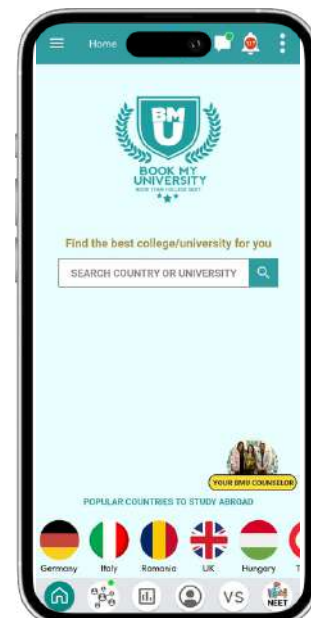 Home
BMU
BOOK MY
UNIVERSITY
Find the best college/university for you
SEARCH COUNTRY OR UNIVERSITY
YOUR BMU COUNSELOR
POPULAR COUNTRIES TO STUDY ABROAD
Germany Italy Romania UK Hungary T
VS NEET